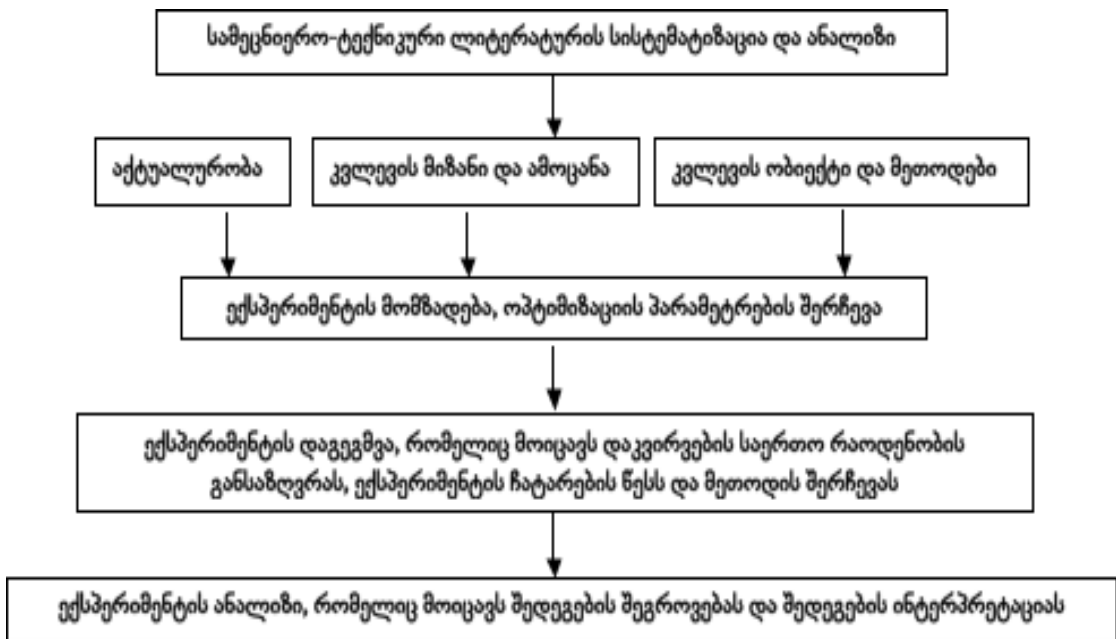 სამეცნიერო-ტექნიკური ლიტერატურის სისტემატიზაცია და ანალიზი
აქტუალურობა
კვლევის მიზანი და ამოცანა
კვლევის ობიექტი და მეთოდები
ექსპერიმენტის მომზადება, ოპტიმიზაციის პარამეტრების შერჩევა
ექსპერიმენტის დაგეგმვა, რომელიც მოიცავს დაკვირვების საერთო რაოდენობის
განსაზღვრას, ექსპერიმენტის ჩატარების წესს და მეთოდის შერჩევას
ექსპერიმენტის ანალიზი, რომელიც მოიცავს შედეგების შეგროვებას და შედეგების ინტერპრეტაციას